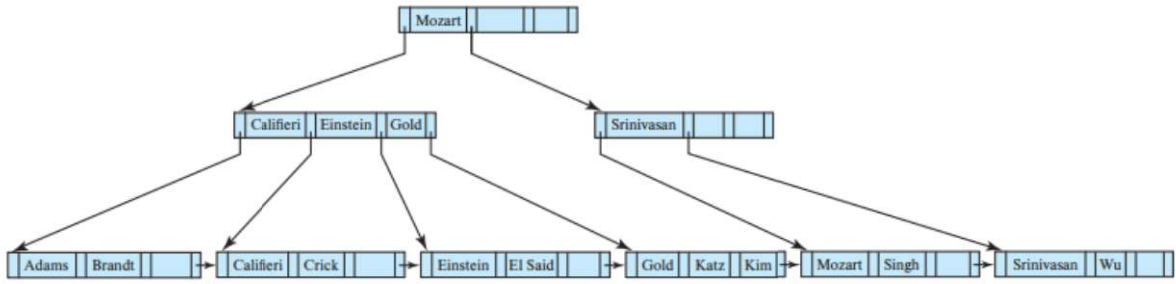 Mozart
Califieri Einstein Gold Srinivasan
Adams Brandt Califieri Crick Einstein El Said Gold Katz Kim Mozart Singh Srinivasan Wu